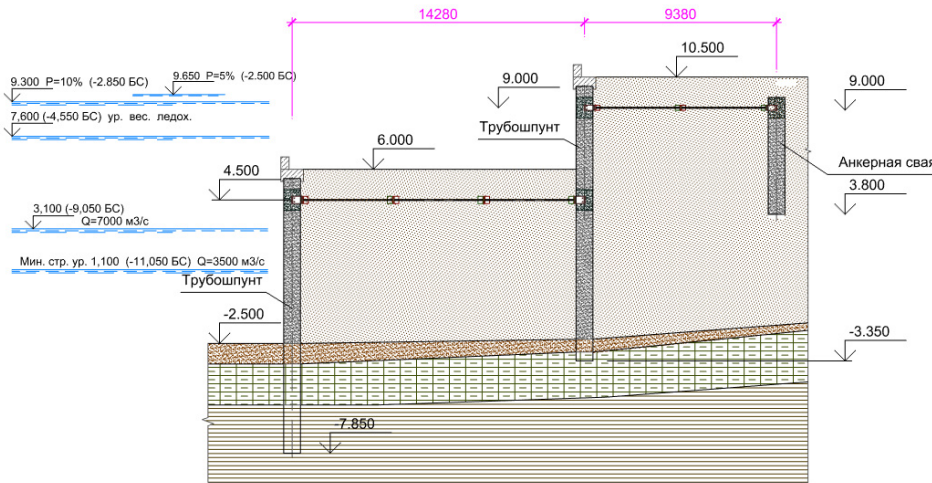 14280
9380
10.500
9.300 P=10% (-2.850 БС)
9.650 P=5% (-2.500 БС)
9.000
9.000
7,600 (-4,550 БС) ур. вес. ледох.
Трубошпунт
6.000
Анкерная свая
4.500
3.800
3,100 (-9,050 БС)
Q=7000 м3/с
Мин. стр. ур. 1,100 (-11,050 БС) Q=3500 м3/с
Трубошпунт
-2.500
-3.350
-7.850